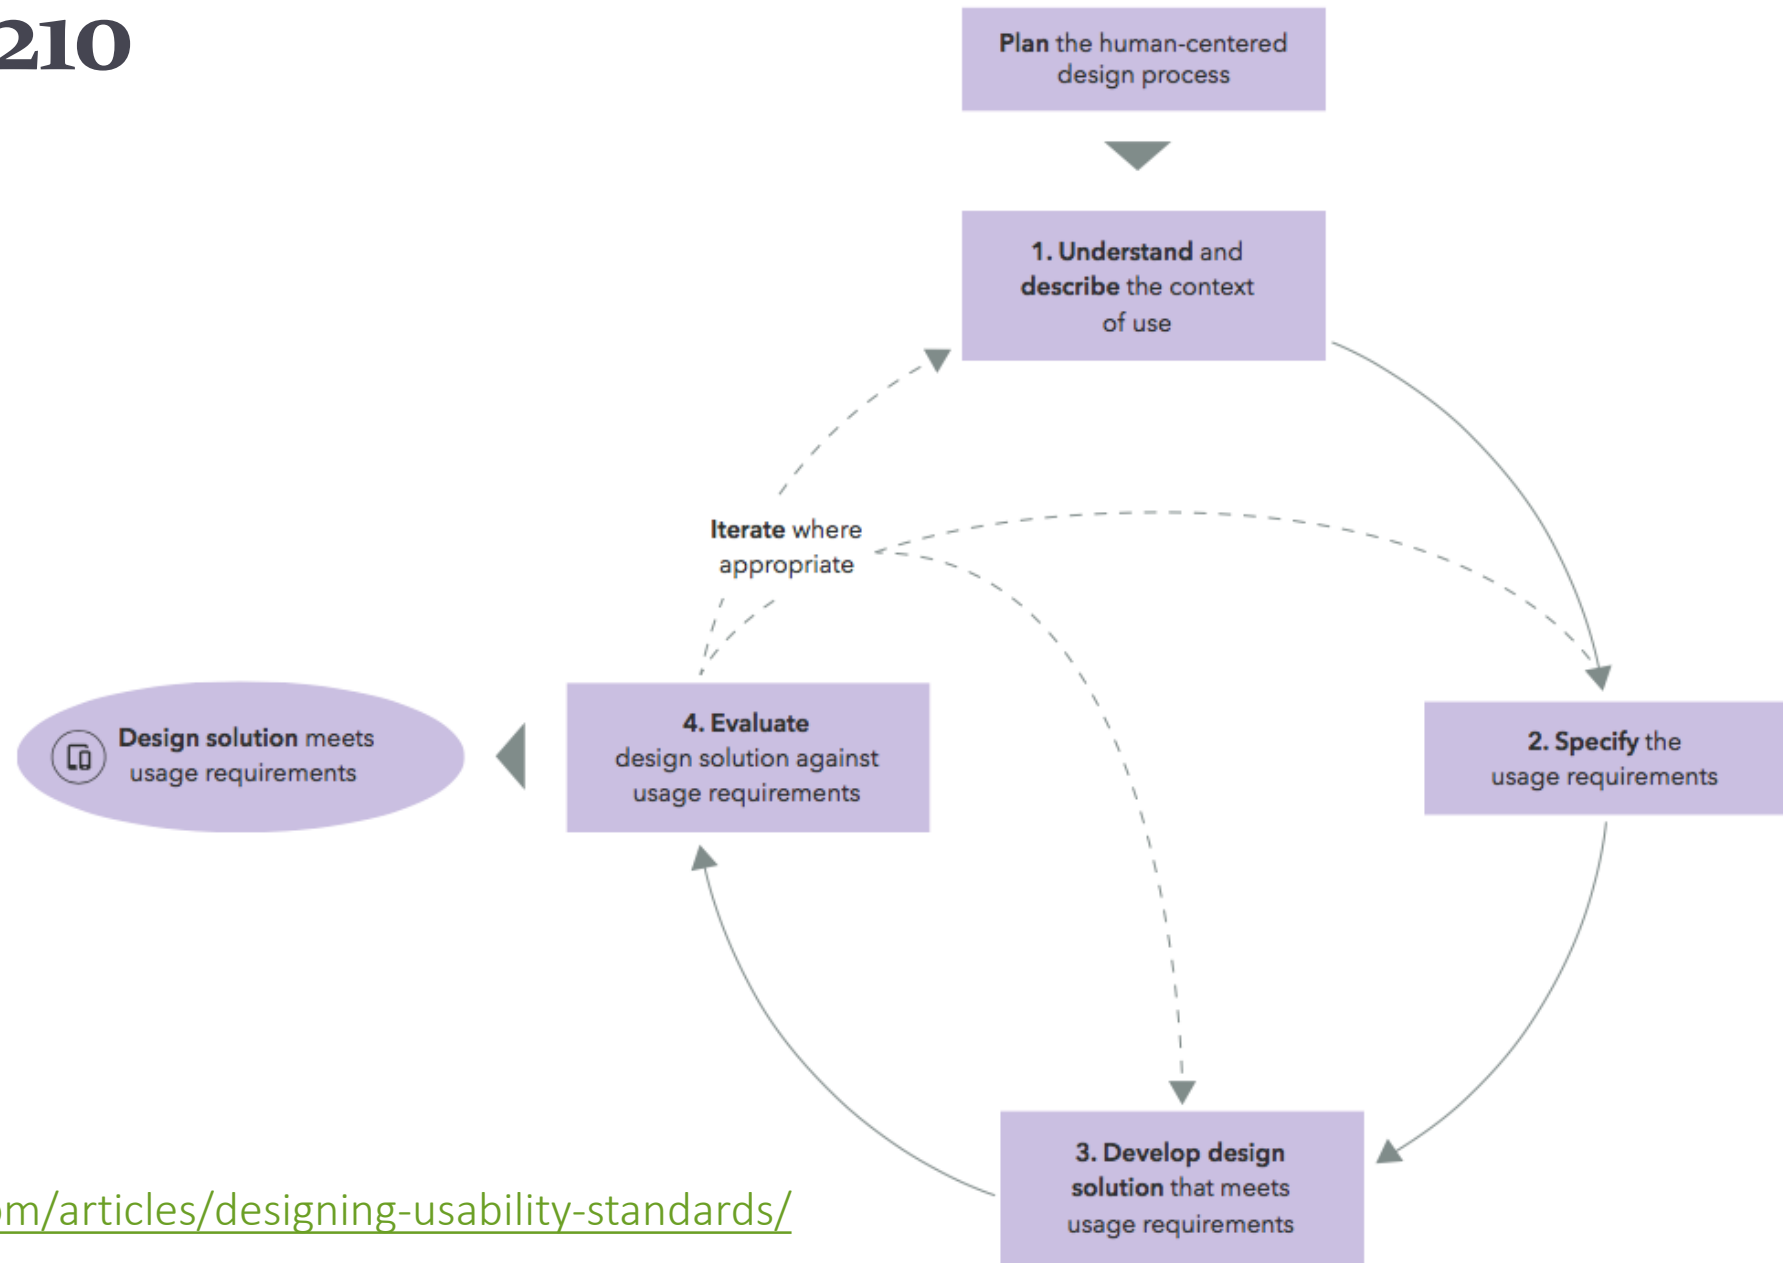 210
Plan the human-centered
design process
1. Understand and
describe the context
of use
Iterate where
appropriate
2. Specify the
usage requirements
3. Develop design
solution that meets
usage requirements
4. Evaluate
design solution against
usage requirements
Design solution meets
usage requirements
om/articles/designing-usability-standards/